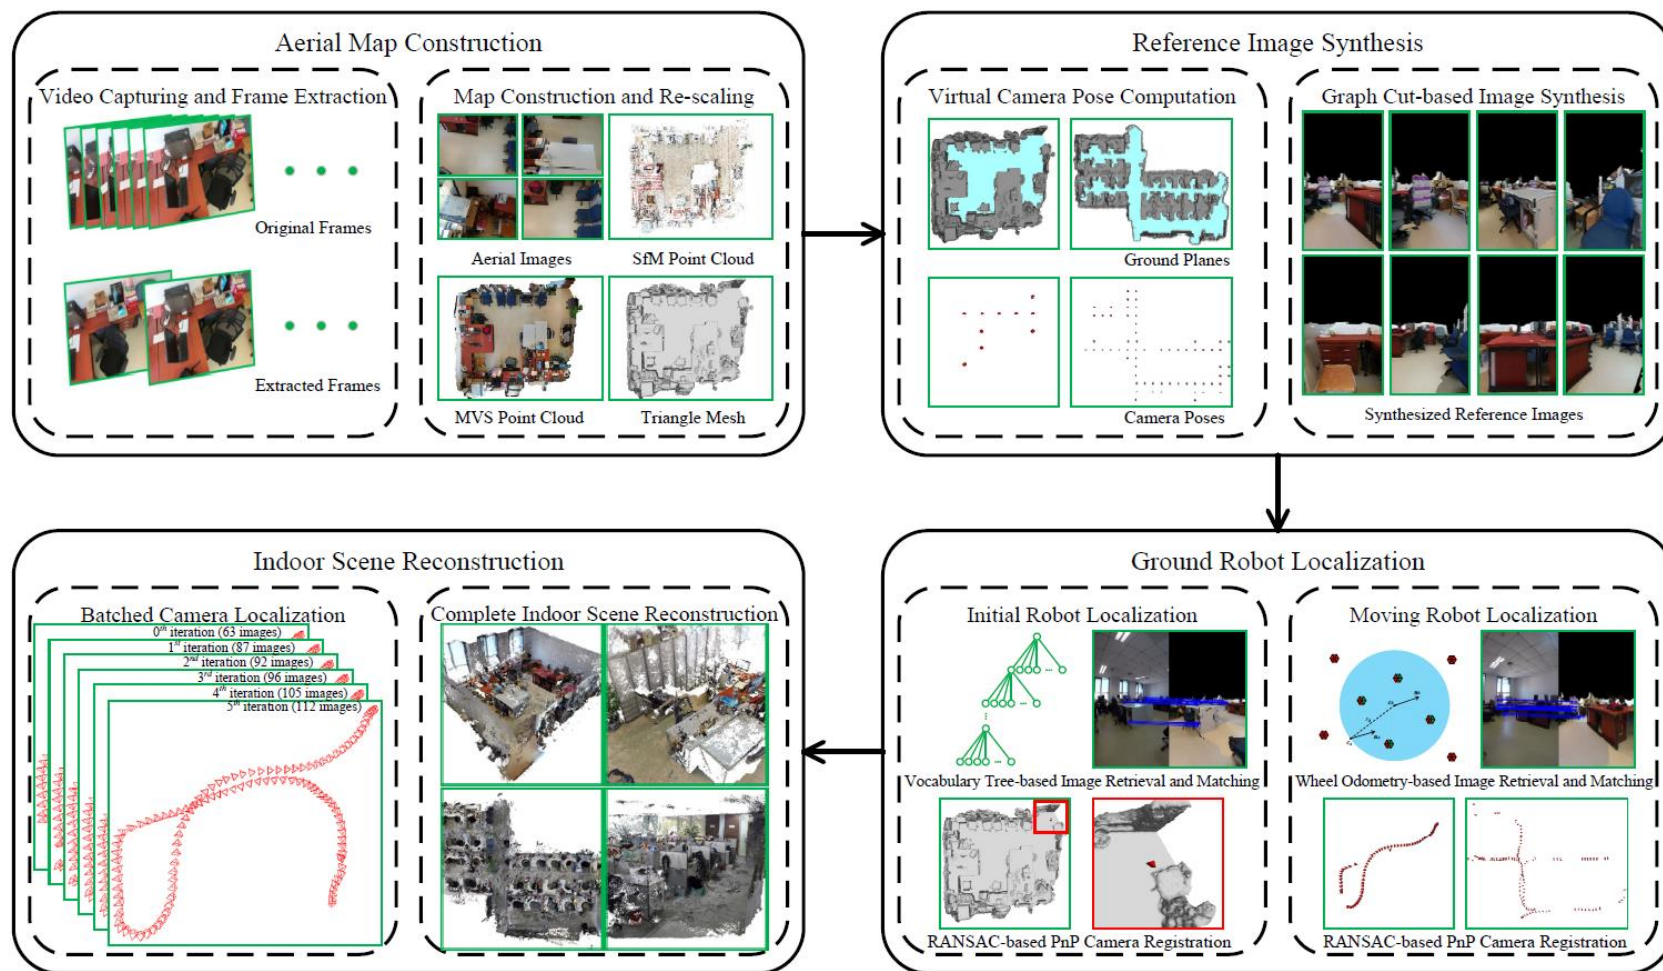 Aerial Map Construction
Video Capturing and Frame Extraction
Original Frames
Extracted Frames
Map Construction and Re-scaling
Aerial Images
SfM Point Cloud
MVS Point Cloud
Triangle Mesh
Reference Image Synthesis
Virtual Camera Pose Computation
Ground Planes
Camera Poses
Graph Cut-based Image Synthesis
Synthesized Reference Images
Indoor Scene Reconstruction
Batched Camera Localization
0th iteration (63 images)
1st iteration (87 images)
2nd iteration (92 images)
3rd iteration (96 images)
4th iteration (105 images)
5th iteration (112 images)
Complete Indoor Scene Reconstruction
Ground Robot Localization
Initial Robot Localization
Vocabulary Tree-based Image Retrieval and Matching
RANSAC-based PnP Camera Registration
Moving Robot Localization
Wheel Odometry-based Image Retrieval and Matching
RANSAC-based PnP Camera Registration